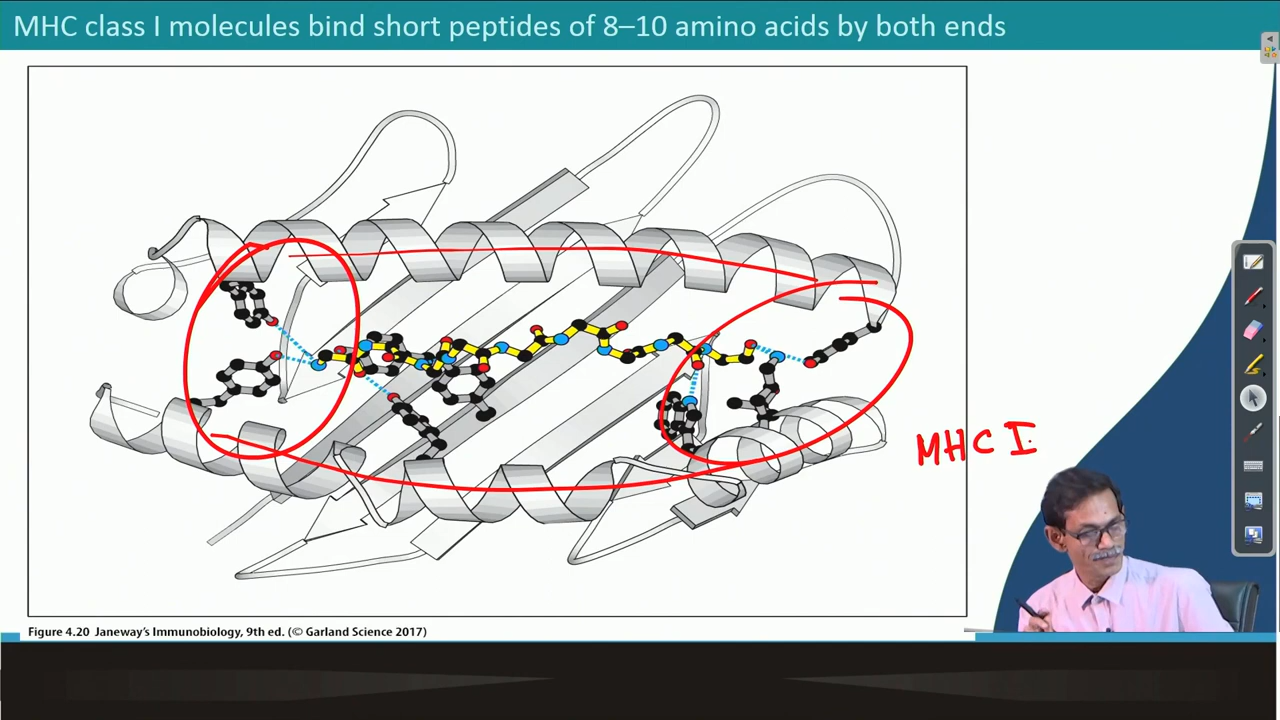 MHC class I molecules bind short peptides of 8–10 amino acids by both ends
MHC I
Figure 4.20 Janeway's Immunobiology, 9th ed. (© Garland Science 2017)